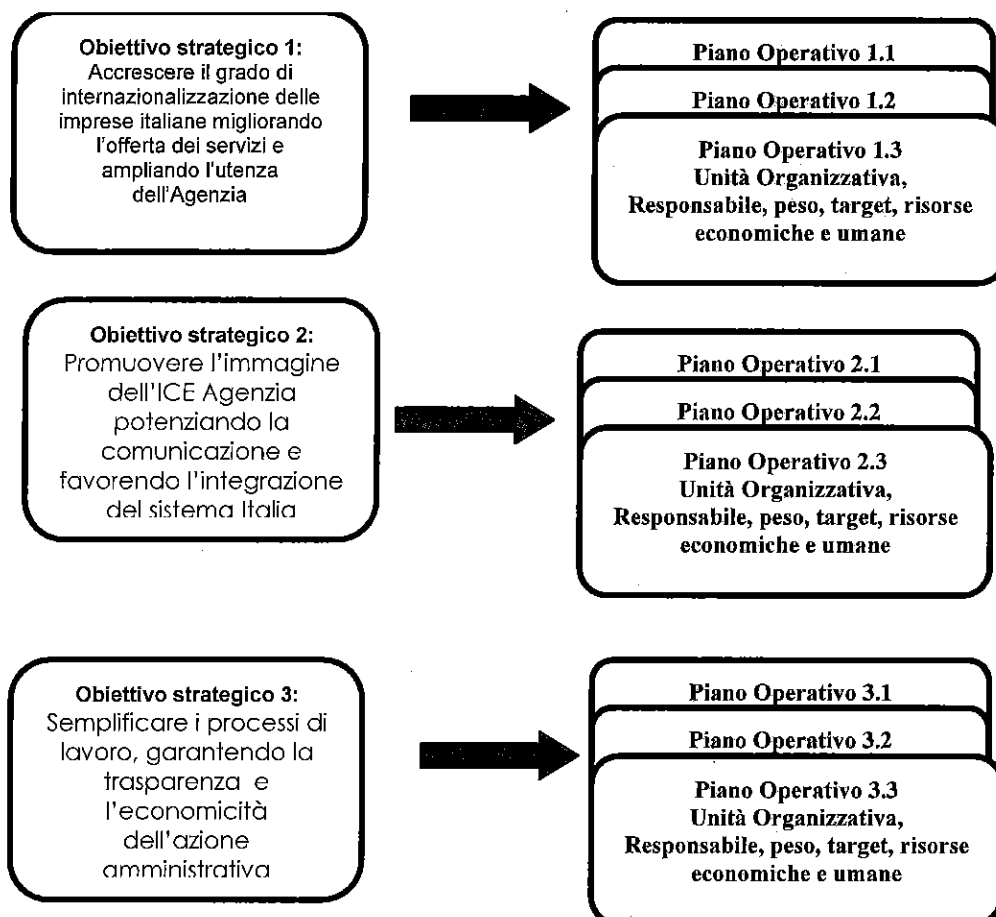 Obiettivo strategico 1:
Accrescere il grado di
internazionalizzazione delle
imprese italiane migliorando
l'offerta dei servizi e
ampliando l'utenza
dell'Agenzia
Piano Operativo 1.1
Piano Operativo 1.2
Piano Operativo 1.3
Unità Organizzativa,
Responsabile, peso, target, risorse
economiche e umane
Obiettivo strategico 2:
Promuovere l'immagine
dell'ICE Agenzia
potenziando la
comunicazione e
favorendo l'integrazione
del sistema Italia
Piano Operativo 2.1
Piano Operativo 2.2
Piano Operativo 2.3
Unità Organizzativa,
Responsabile, peso, target, risorse
economiche e umane
Obiettivo strategico 3:
Semplificare i processi di
lavoro, garantendo la
trasparenza e
l'economicità
dell'azione
amministrativa
Piano Operativo 3.1
Piano Operativo 3.2
Piano Operativo 3.3
Unità Organizzativa,
Responsabile, peso, target, risorse
economiche e umane